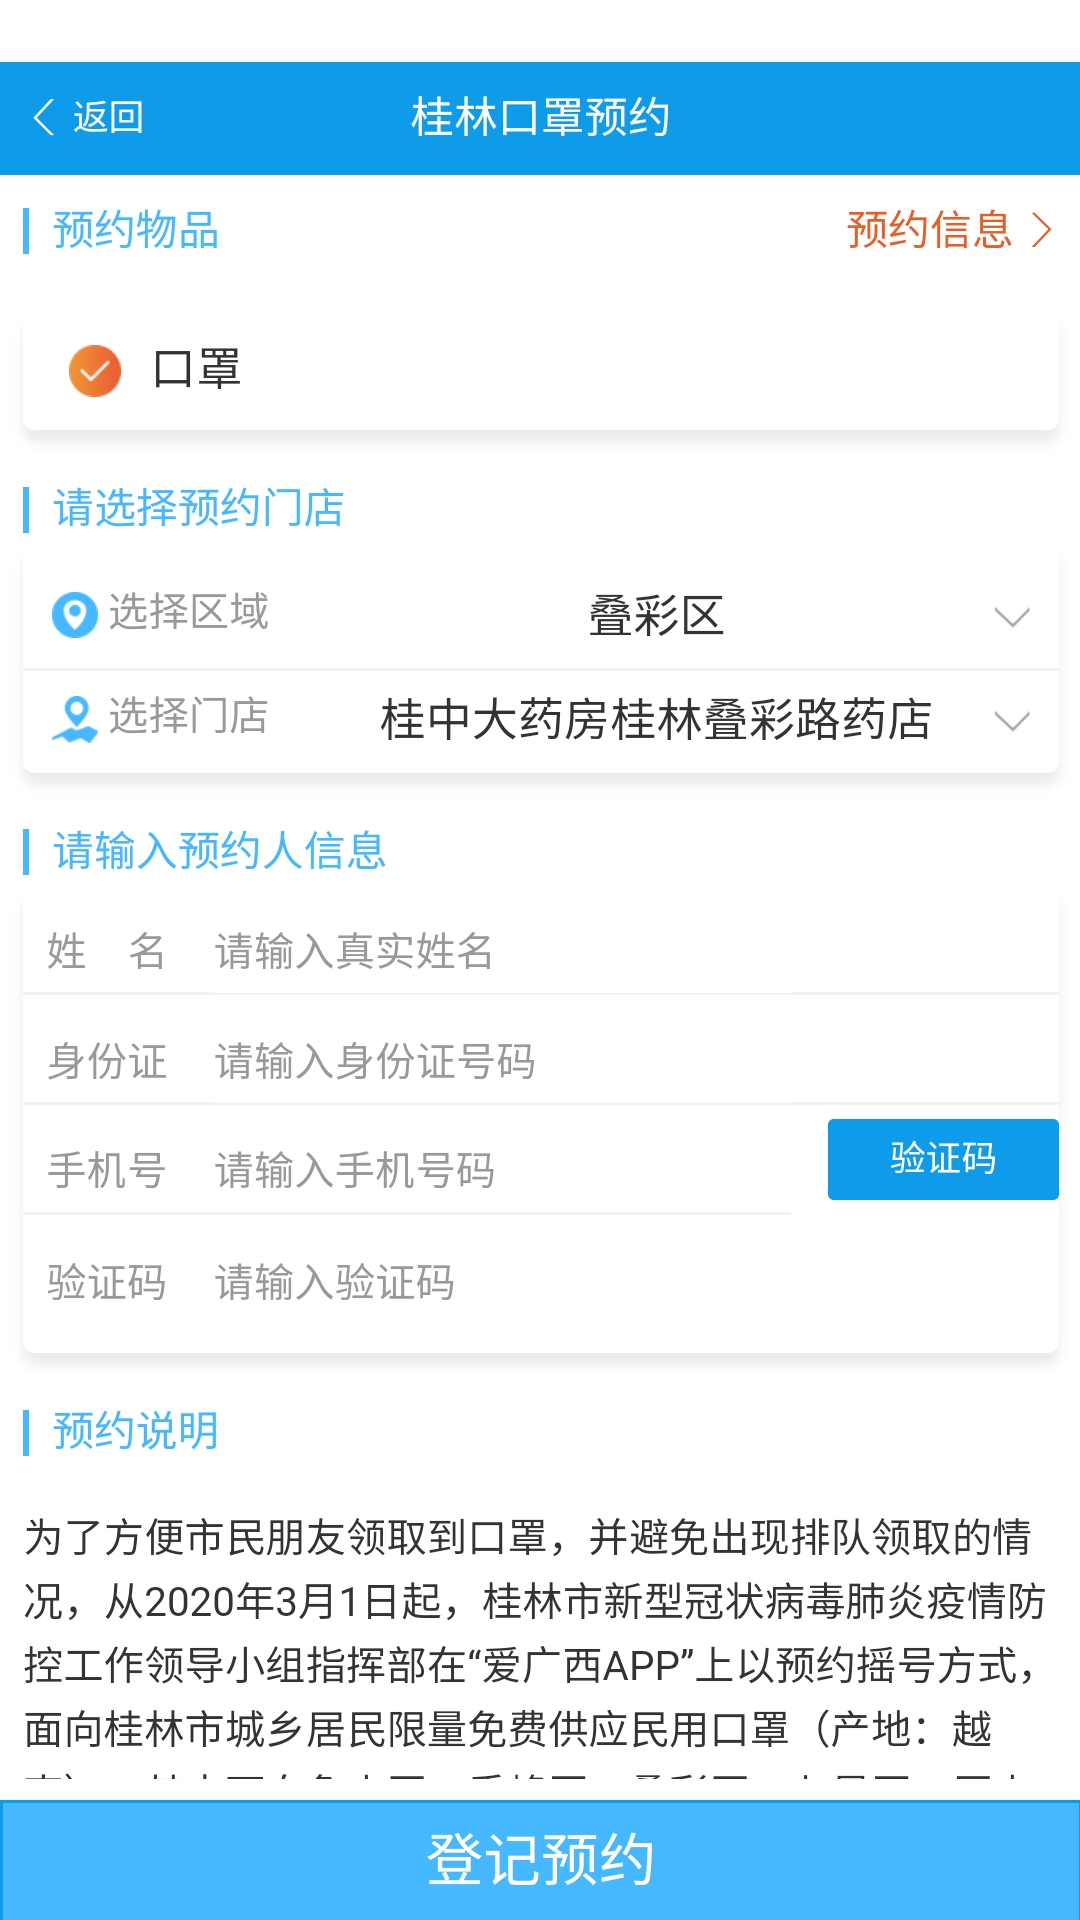 返回
桂林口罩预约
预约物品
预约信息
口罩
请选择预约门店
选择区域
叠彩区
选择门店
桂中大药房桂林叠彩路药店
请输入预约人信息
姓 名 请输入真实姓名
身份证 请输入身份证号码
手机号 请输入手机号码
验证码
验证码 请输入验证码
预约说明
为了方便市民朋友领取到口罩，并避免出现排队领取的情
况，从2020年3月1日起，桂林市新型冠状病毒肺炎疫情防
控工作领导小组指挥部在“爱广西APP”上以预约摇号方式，
面向桂林市城乡居民限量免费供应民用口罩（产地：越
登记预约